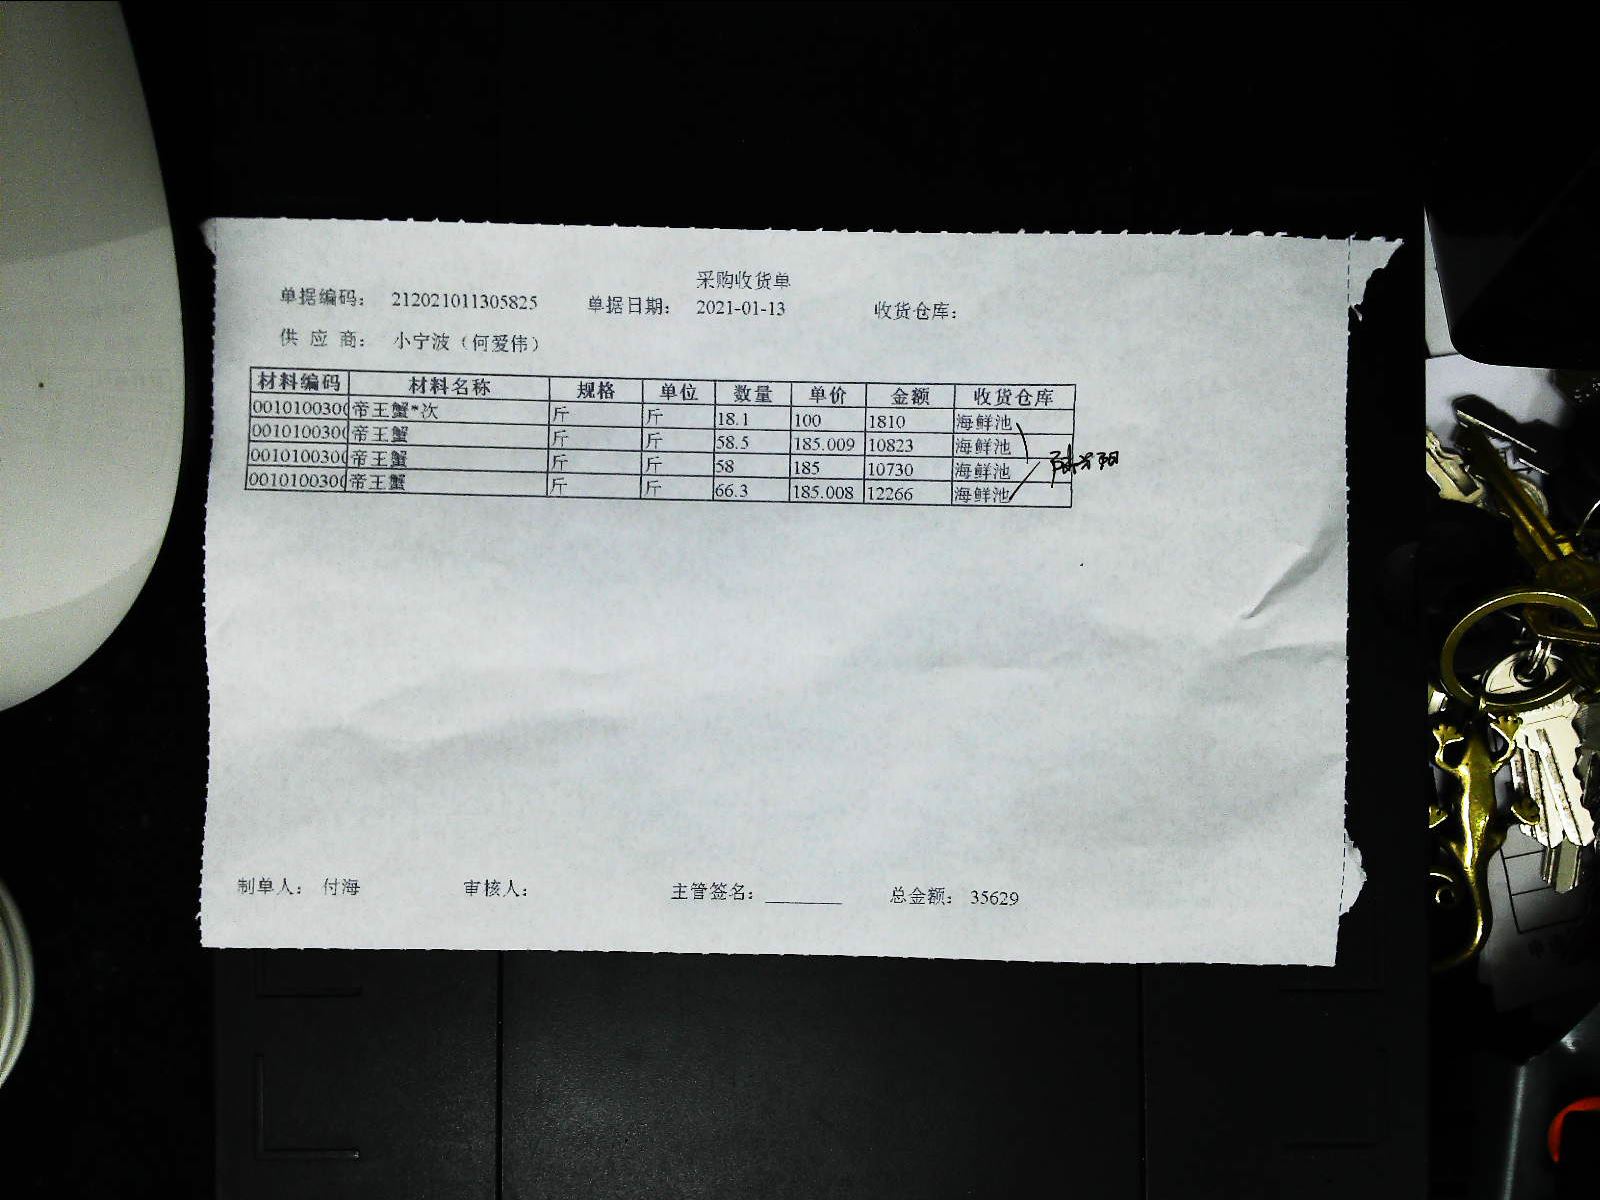 采购收货单
单据编码： 212021011305825 单据日期： 2021-01-13 收货仓库：
供 应 商： 小宁波（何爱伟）
材料编码 材料名称 规格 单位 数量 单价 金额 收货仓库
0010100300 帝王蟹*次 斤 斤 18.1 100 1810 海鲜池
0010100300 帝王蟹 斤 斤 58.5 185.009 10823 海鲜池
0010100300 帝王蟹 斤 斤 58 185 10730 海鲜池
0010100300 帝王蟹 斤 斤 66.3 185.008 12266 海鲜池
制单人： 付海 审核人： 主管签名：________ 总金额： 35629